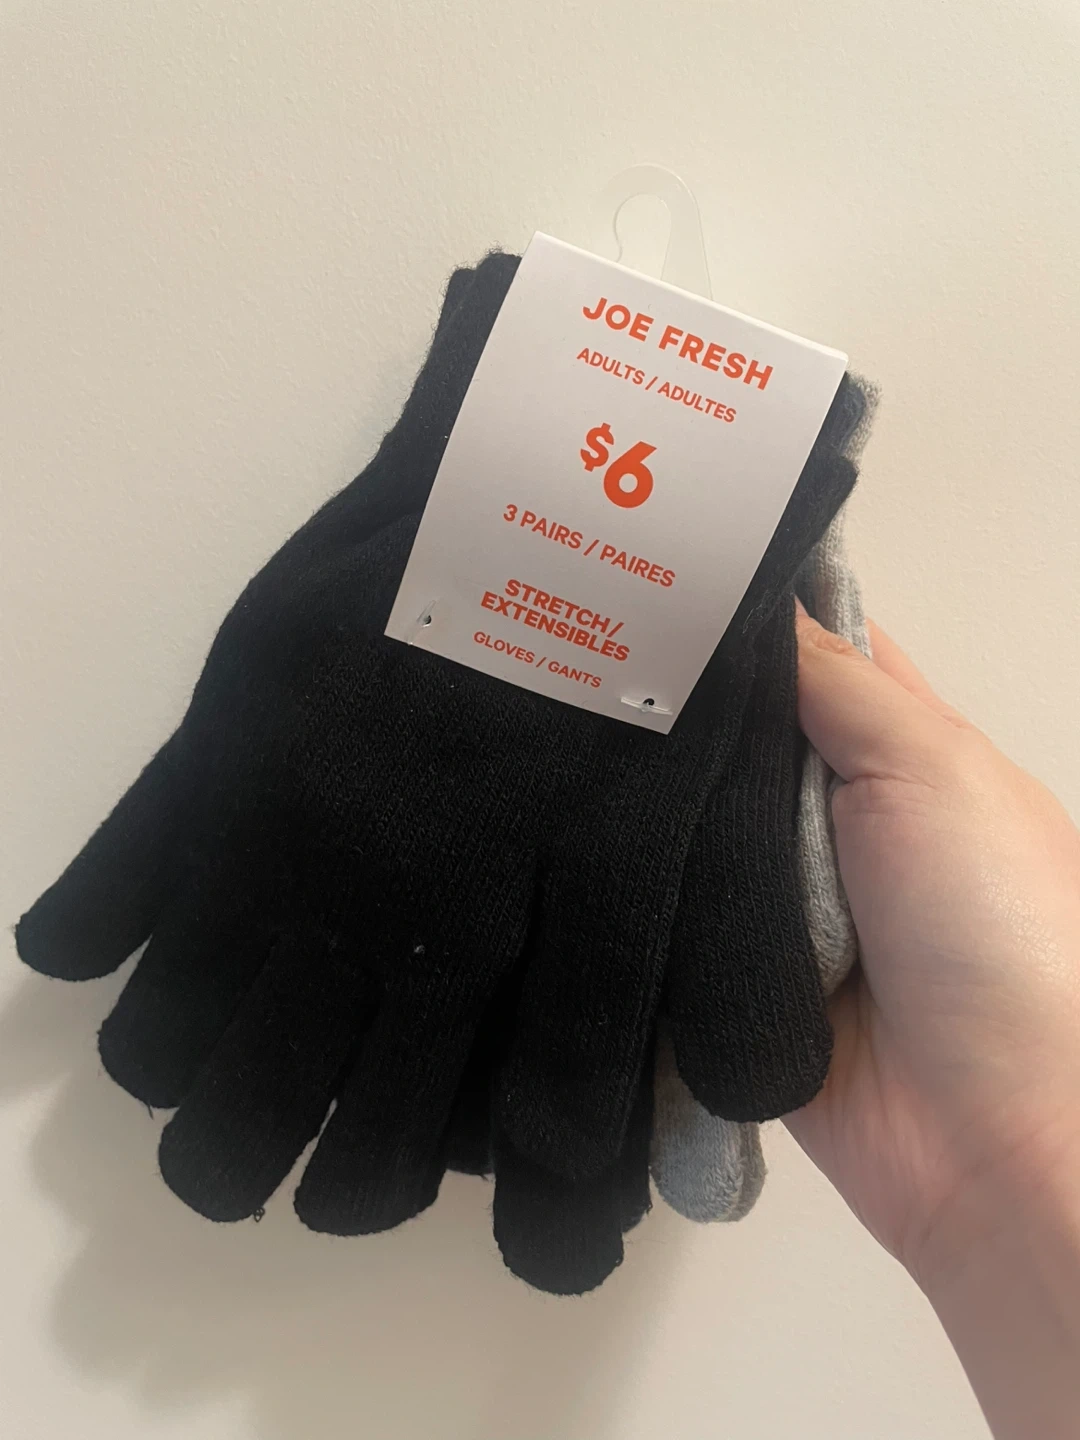 JOE FRESH
ADULTS / ADULTES
$6
3 PAIRS / PAIRES
STRETCH/
EXTENSIBLES
GLOVES / GANTS